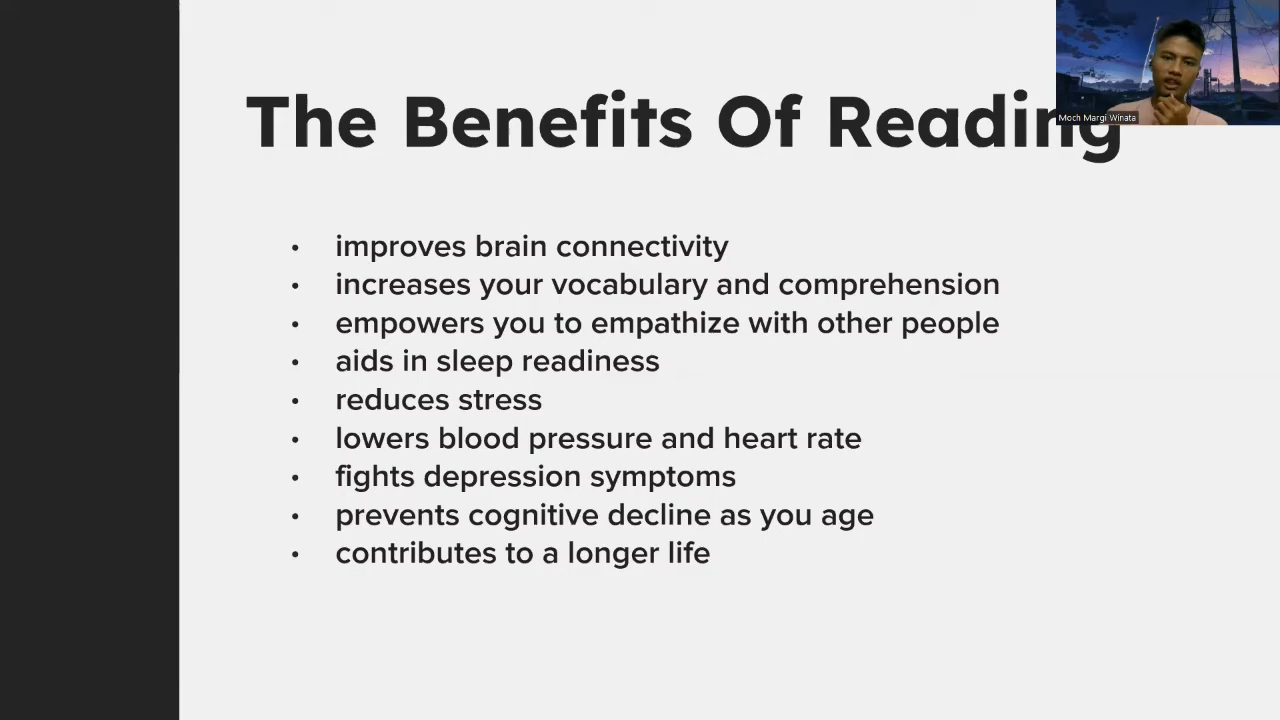 The Benefits Of Reading
Moch Margi Winata
• improves brain connectivity
• increases your vocabulary and comprehension
• empowers you to empathize with other people
• aids in sleep readiness
• reduces stress
• lowers blood pressure and heart rate
• fights depression symptoms
• prevents cognitive decline as you age
• contributes to a longer life